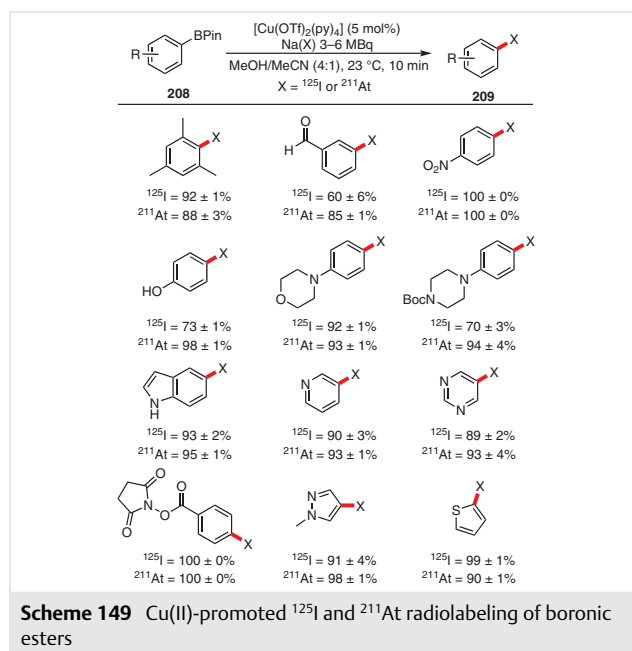 BPin
R
208
[Cu(OTf)2(py)4] (5 mol%)
Na(X) 3–6 MBq
MeOH/MeCN (4:1), 23 °C, 10 min
X = 125I or 211At
X
R
209
X
125I = 92 ± 1%
211At = 88 ± 3%
O
H
X
125I = 60 ± 6%
211At = 85 ± 1%
NO2
X
125I = 100 ± 0%
211At = 100 ± 0%
HO
X
125I = 73 ± 1%
211At = 98 ± 1%
O
N
X
125I = 92 ± 1%
211At = 93 ± 1%
BocN
N
X
125I = 70 ± 3%
211At = 94 ± 4%
N
H
X
125I = 93 ± 2%
211At = 95 ± 1%
N
X
125I = 90 ± 3%
211At = 93 ± 1%
N
N
X
125I = 89 ± 2%
211At = 93 ± 4%
O
N
O
O
O
X
125I = 100 ± 0%
211At = 100 ± 0%
N
N
X
125I = 91 ± 4%
211At = 98 ± 1%
S
X
125I = 99 ± 1%
211At = 90 ± 1%
Scheme 149 Cu(II)-promoted 125I and 211At radiolabeling of boronic
esters